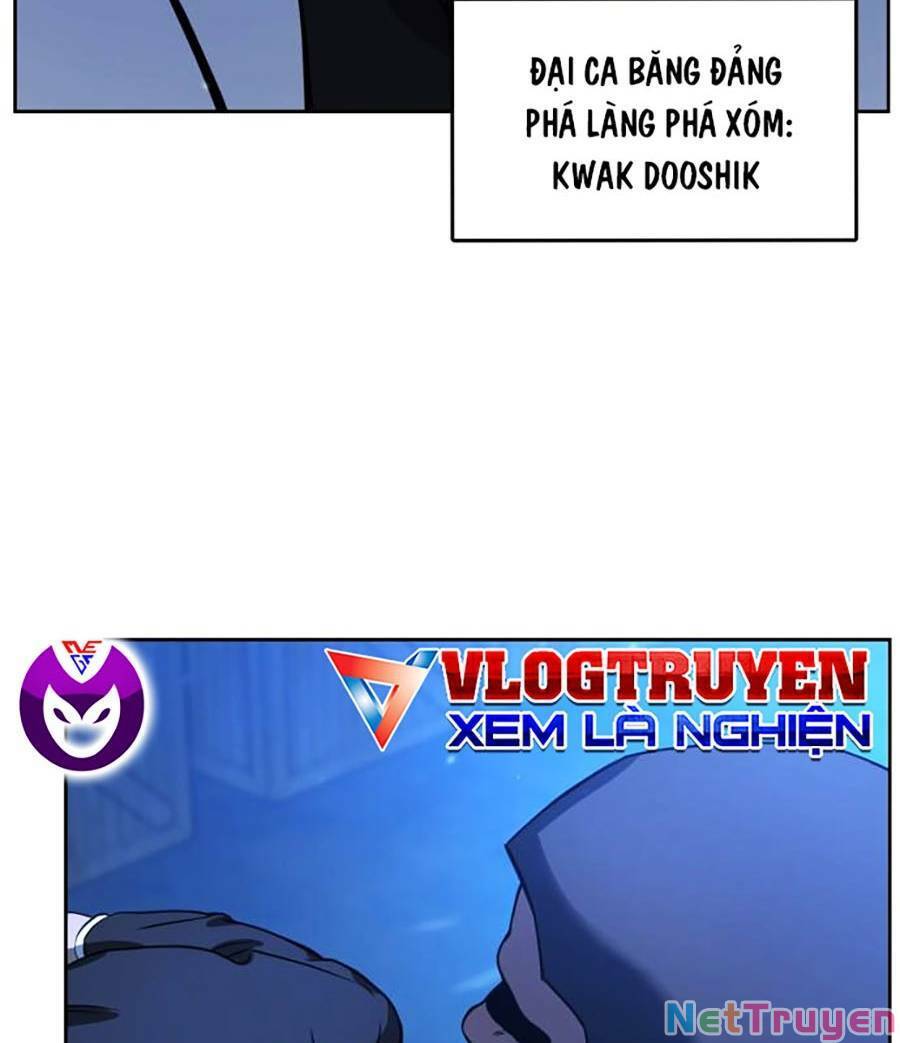 ĐẠI CA BĂNG ĐẢNG
PHÁ LÀNG PHÁ XÓM:
KWAK DOOSHIK
VLOGTRUYEN
XEM LÀ NGHIỆN
NetTruyen